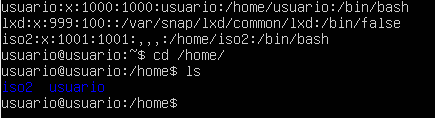 usuario:x:1000:1000:usuario:/home/usuario:/bin/bash
lxd:x:999:100::/var/snap/lxd/common/lxd:/bin/false
iso2:x:1001:1001:,,,:/home/iso2:/bin/bash
usuario@usuario:~$ cd /home/
usuario@usuario:/home$ ls
iso2 usuario
usuario@usuario:/home$